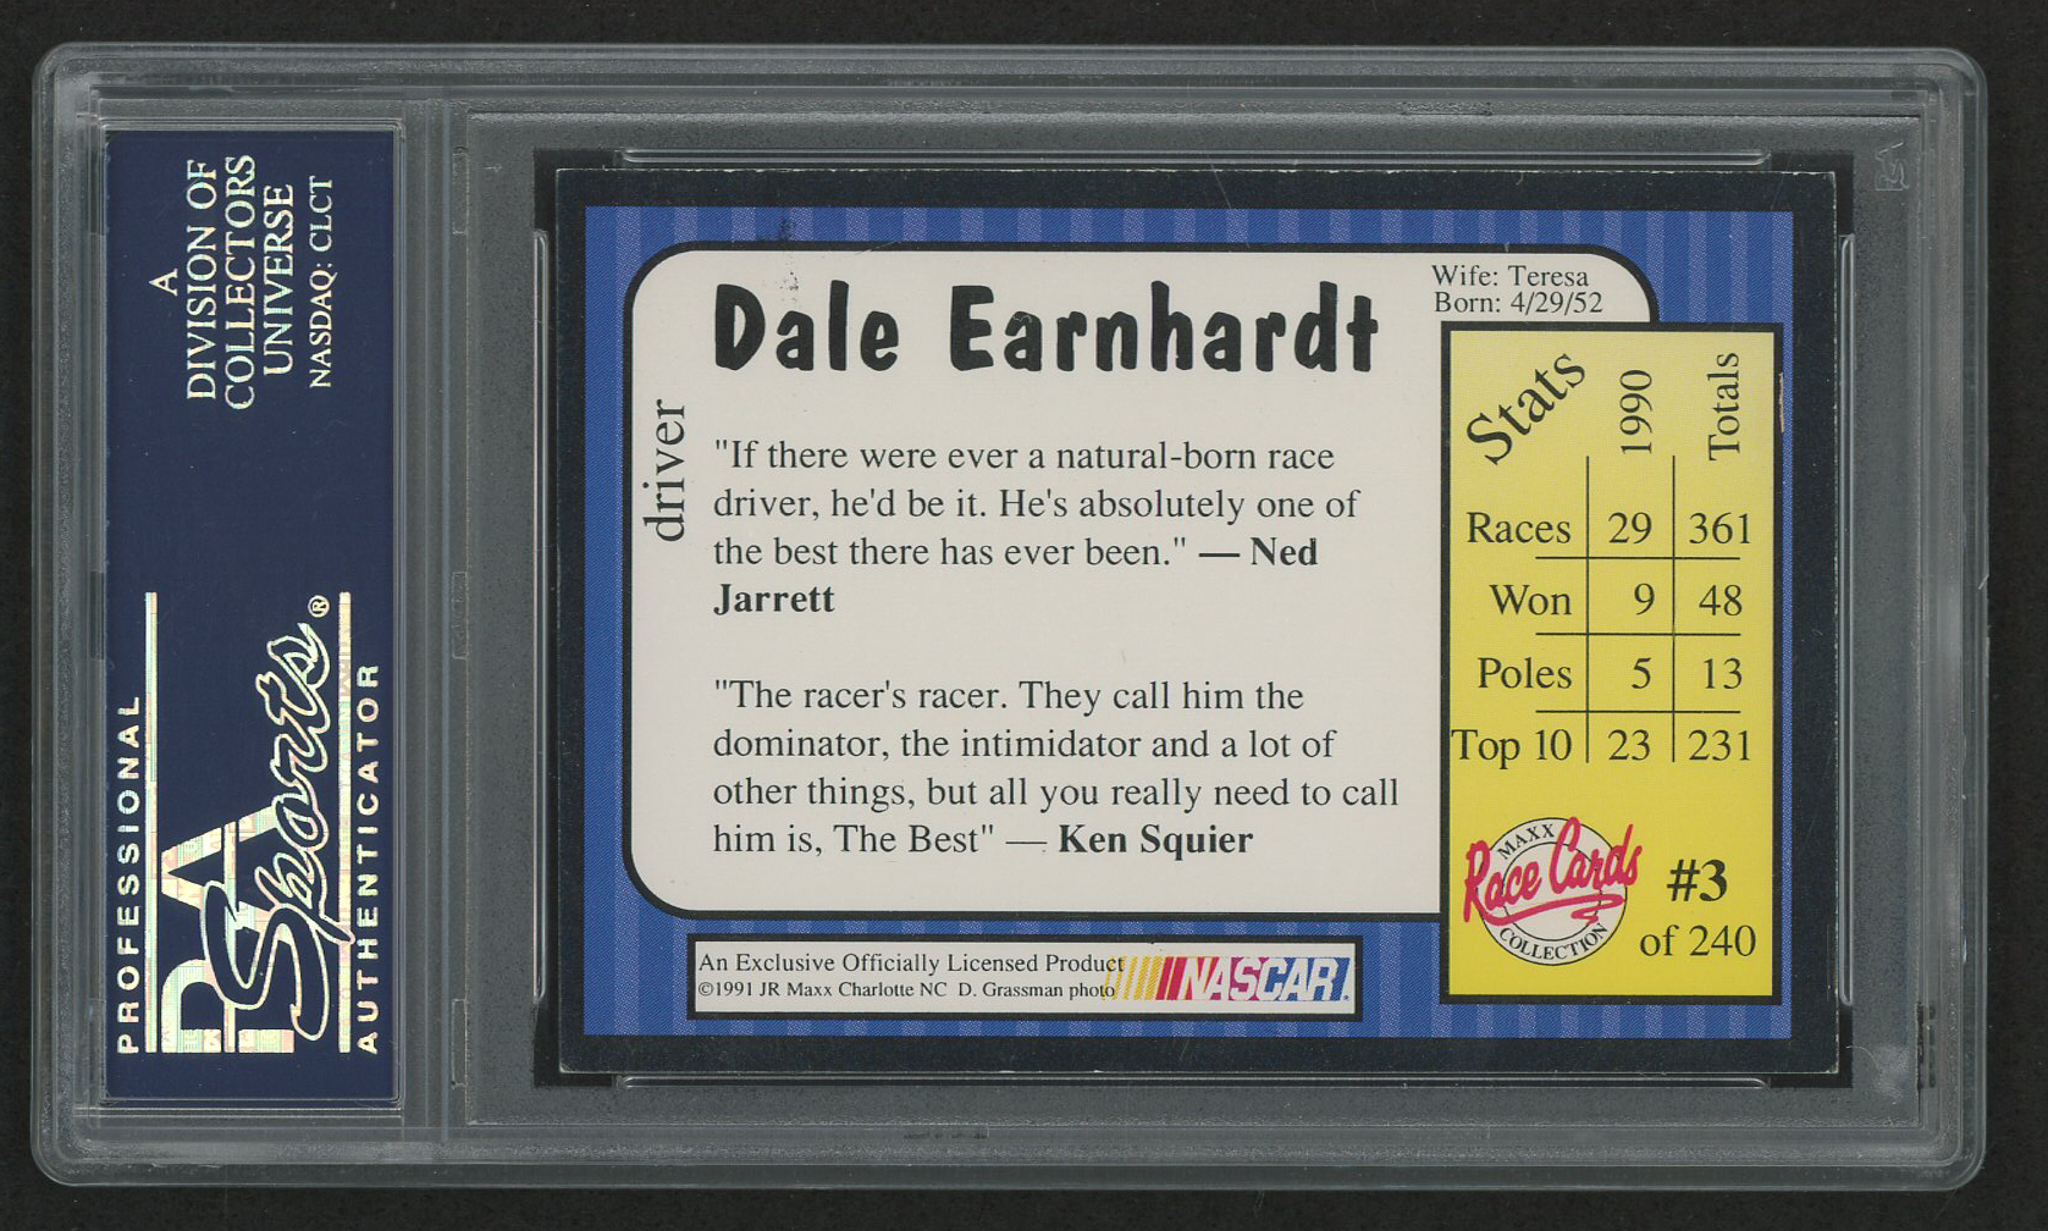 A
DIVISION OF
COLLECTORS
UNIVERSE
NASDAQ: CLCT
PROFESSIONAL
PSA
Sports®
AUTHENTICATOR
Dale Earnhardt
driver
Wife: Teresa
Born: 4/29/52
"If there were ever a natural-born race
driver, he'd be it. He's absolutely one of
the best there has ever been." — Ned
Jarrett
"The racer's racer. They call him the
dominator, the intimidator and a lot of
other things, but all you really need to call
him is, The Best" — Ken Squier
Stats 1990 Totals
Races 29 361
Won 9 48
Poles 5 13
Top 10 23 231
MAXX
Race Cards
COLLECTION
#3
of 240
An Exclusive Officially Licensed Product
©1991 JR Maxx Charlotte NC D. Grassman photo
NASCAR.